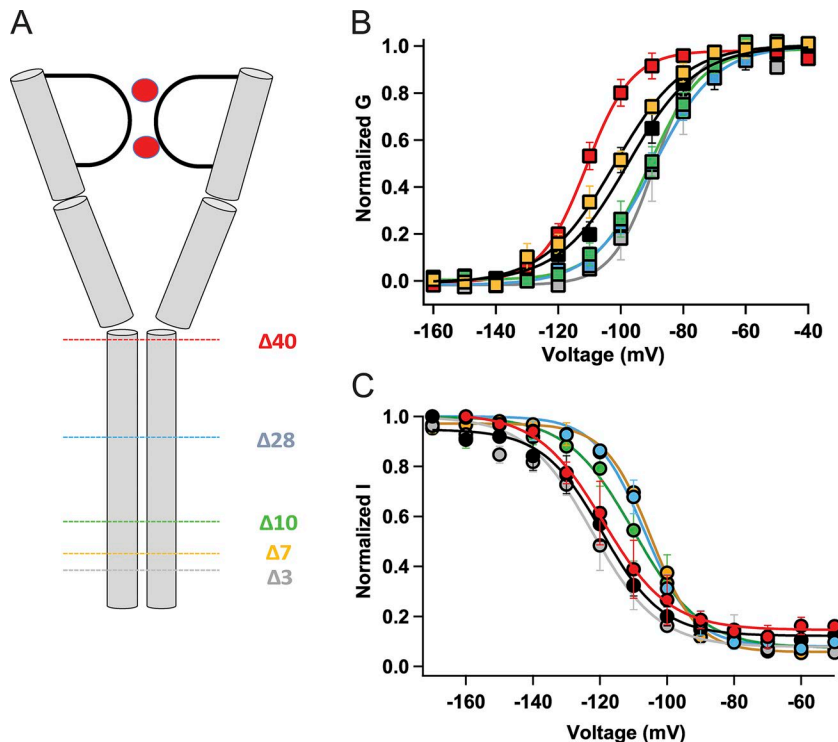 A
Δ40
Δ28
Δ10
Δ7
Δ3
B
Normalized G
1.0
0.8
0.6
0.4
0.2
0.0
-160 -140 -120 -100 -80 -60 -40
Voltage (mV)
C
Normalized I
1.0
0.8
0.6
0.4
0.2
0.0
-160 -140 -120 -100 -80 -60
Voltage (mV)